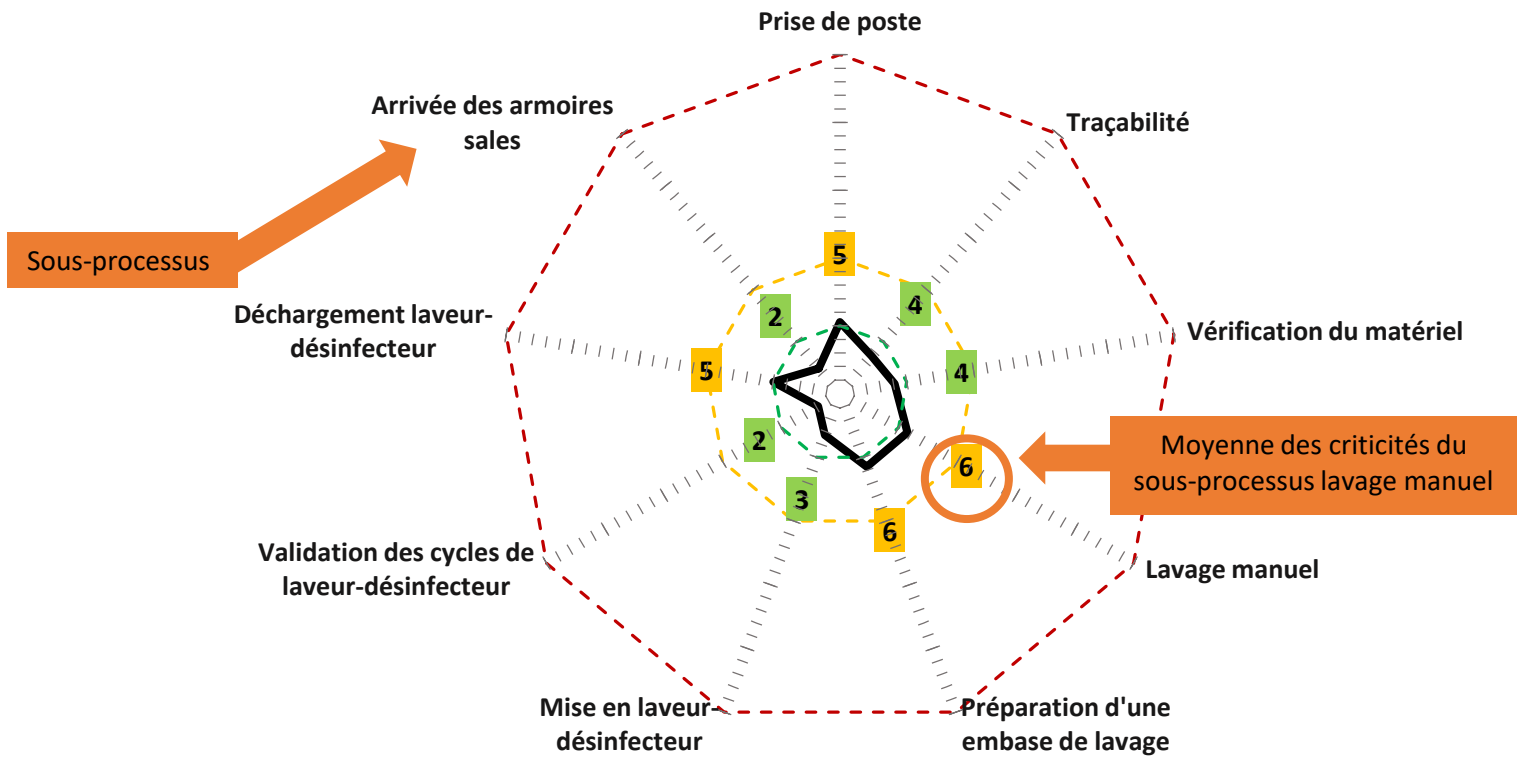 Prise de poste
Arrivée des armoires
sales
Traçabilité
Sous-processus
5
2
4
Déchargement laveur-
désinfecteur
Vérification du matériel
5
4
2
6
Moyenne des criticités du
sous-processus lavage manuel
3
6
Validation des cycles de
laveur-désinfecteur
Lavage manuel
Mise en laveur-
désinfecteur
Préparation d'une
embase de lavage